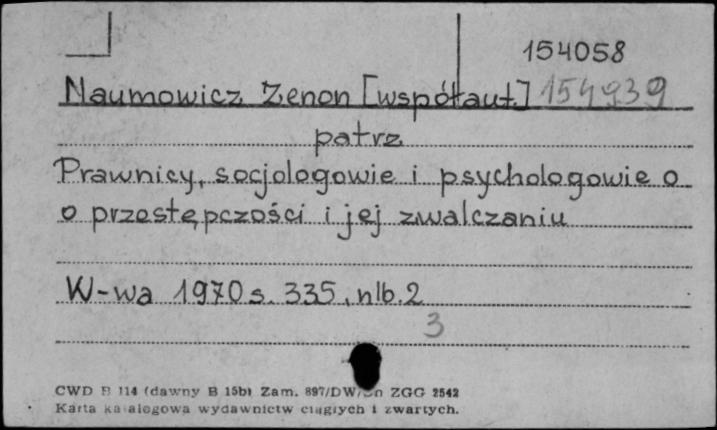 154058
Naumowicz Zenon [współaut.] 154939
patrz
Prawnicy, socjologowie i psychologowie o
o przestępczości i jej zwalczaniu
W-wa 1970 s. 335, nlb. 2
3
CWD B 114 (dawny B 15b) Zam. 897/DW/ ZGG 2542
Karta katalogowa wydawnictw ciągłych i zwartych.